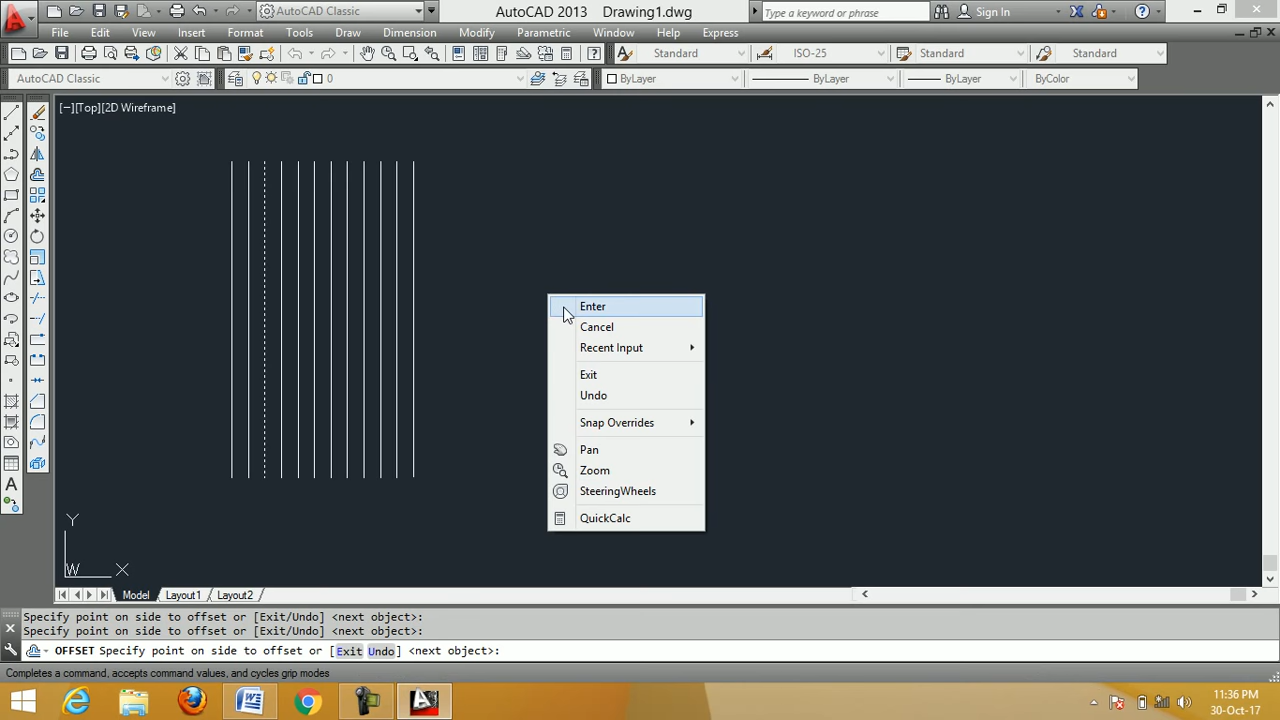 AutoCAD Classic
AutoCAD 2013 Drawing1.dwg
Type a keyword or phrase
Sign In
File Edit View Insert Format Tools Draw Dimension Modify Parametric Window Help Express
Standard ISO-25 Standard Standard
AutoCAD Classic 0 ByLayer ByLayer ByLayer ByColor
[−][Top][2D Wireframe]
Enter
Cancel
Recent Input
Exit
Undo
Snap Overrides
Pan
Zoom
SteeringWheels
QuickCalc
Y
W X
A
Model Layout1 Layout2
Specify point on side to offset or [Exit/Undo] <next object>:
Specify point on side to offset or [Exit/Undo] <next object>:
OFFSET Specify point on side to offset or [Exit Undo] <next object>:
Completes a command, accepts command values, and cycles grip modes
11:36 PM
30-Oct-17